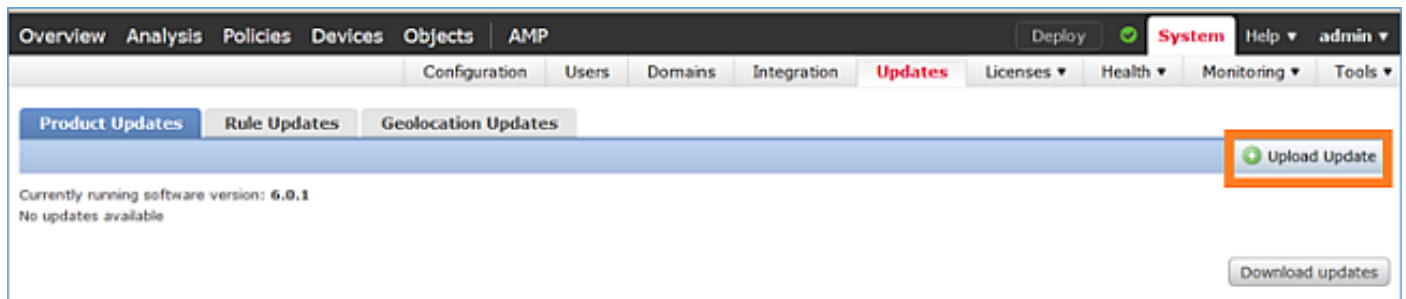 Overview Analysis Policies Devices Objects AMP Deploy System Help ▾ admin ▾
Configuration Users Domains Integration Updates Licenses ▾ Health ▾ Monitoring ▾ Tools ▾
Product Updates Rule Updates Geolocation Updates
Upload Update
Currently running software version: 6.0.1
No updates available
Download updates